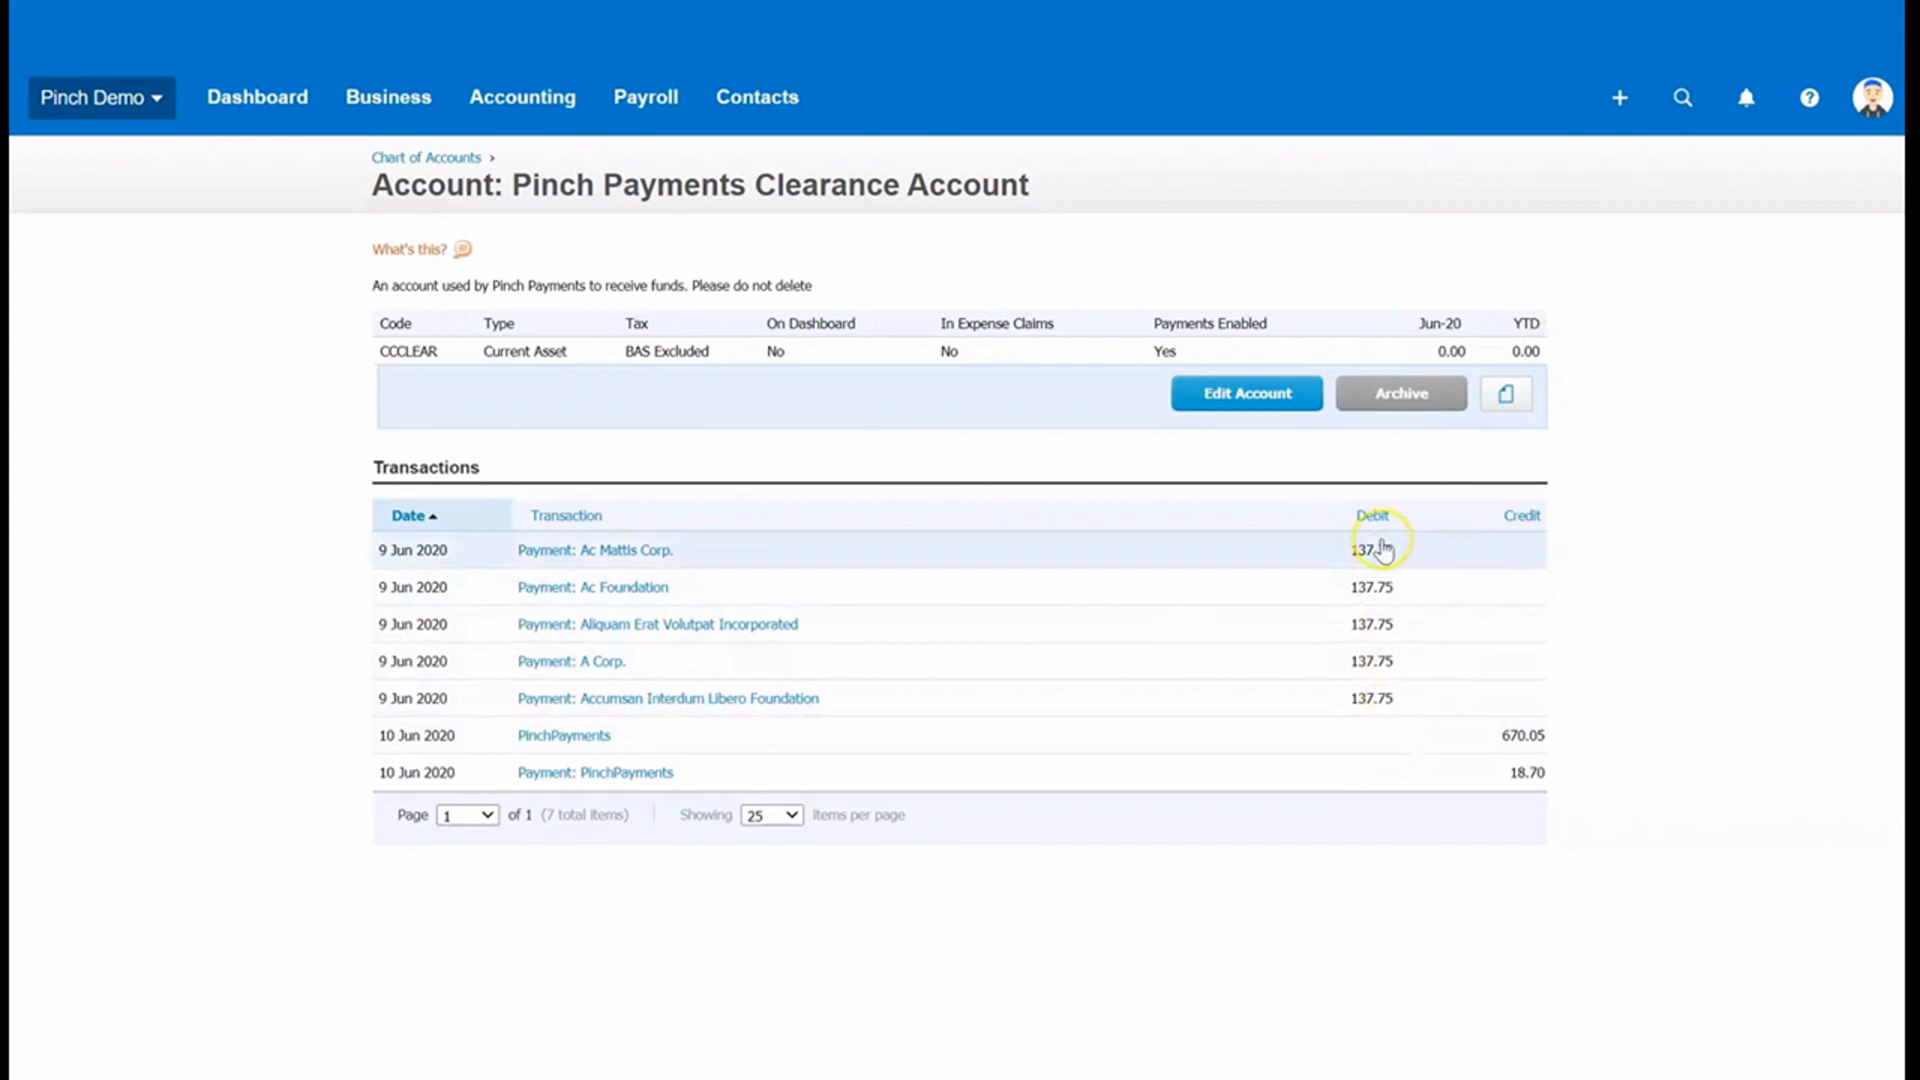 Pinch Demo Dashboard Business Accounting Payroll Contacts
Chart of Accounts ›
Account: Pinch Payments Clearance Account
What's this?
An account used by Pinch Payments to receive funds. Please do not delete
Code Type Tax On Dashboard In Expense Claims Payments Enabled Jun-20 YTD
CCCLEAR Current Asset BAS Excluded No No Yes 0.00 0.00
Edit Account Archive
Transactions
Date Transaction Debit Credit
9 Jun 2020 Payment: Ac Mattis Corp. 137.
9 Jun 2020 Payment: Ac Foundation 137.75
9 Jun 2020 Payment: Aliquam Erat Volutpat Incorporated 137.75
9 Jun 2020 Payment: A Corp. 137.75
9 Jun 2020 Payment: Accumsan Interdum Libero Foundation 137.75
10 Jun 2020 PinchPayments 670.05
10 Jun 2020 Payment: PinchPayments 18.70
Page 1 of 1 (7 total items) Showing 25 items per page